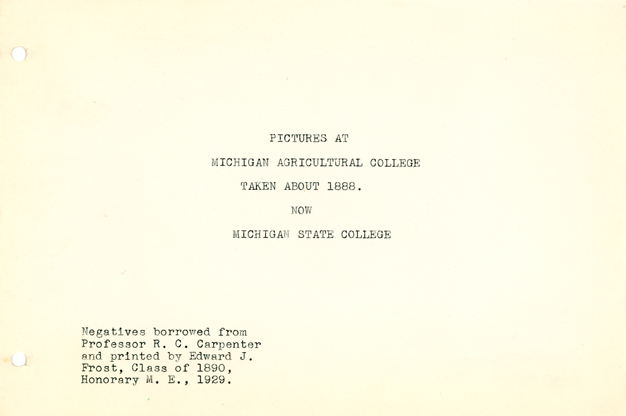 PICTURES AT
MICHIGAN AGRICULTURAL COLLEGE
TAKEN ABOUT 1888.
NOW
MICHIGAN STATE COLLEGE
Negatives borrowed from
Professor R. C. Carpenter
and printed by Edward J.
Frost, Class of 1890,
Honorary M. E., 1929.